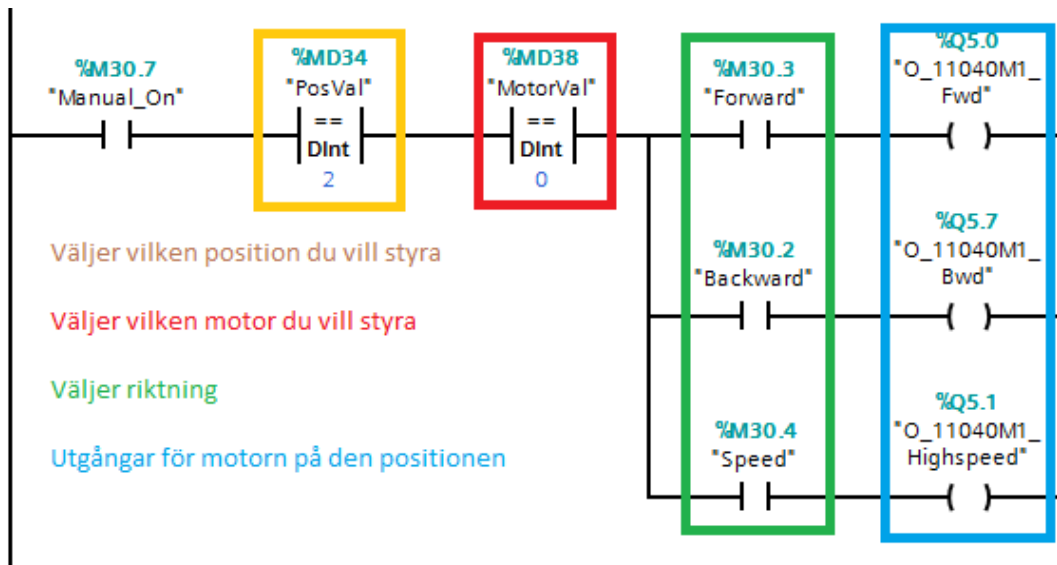 %M30.7
"Manual_On"
%MD34
"PosVal"
==
DInt
2
%MD38
"MotorVal"
==
DInt
0
%M30.3
"Forward"
%Q5.0
"O_11040M1_
Fwd"
%M30.2
"Backward"
%Q5.7
"O_11040M1_
Bwd"
%M30.4
"Speed"
%Q5.1
"O_11040M1_
Highspeed"
Väljer vilken position du vill styra
Väljer vilken motor du vill styra
Väljer riktning
Utgångar för motorn på den positionen